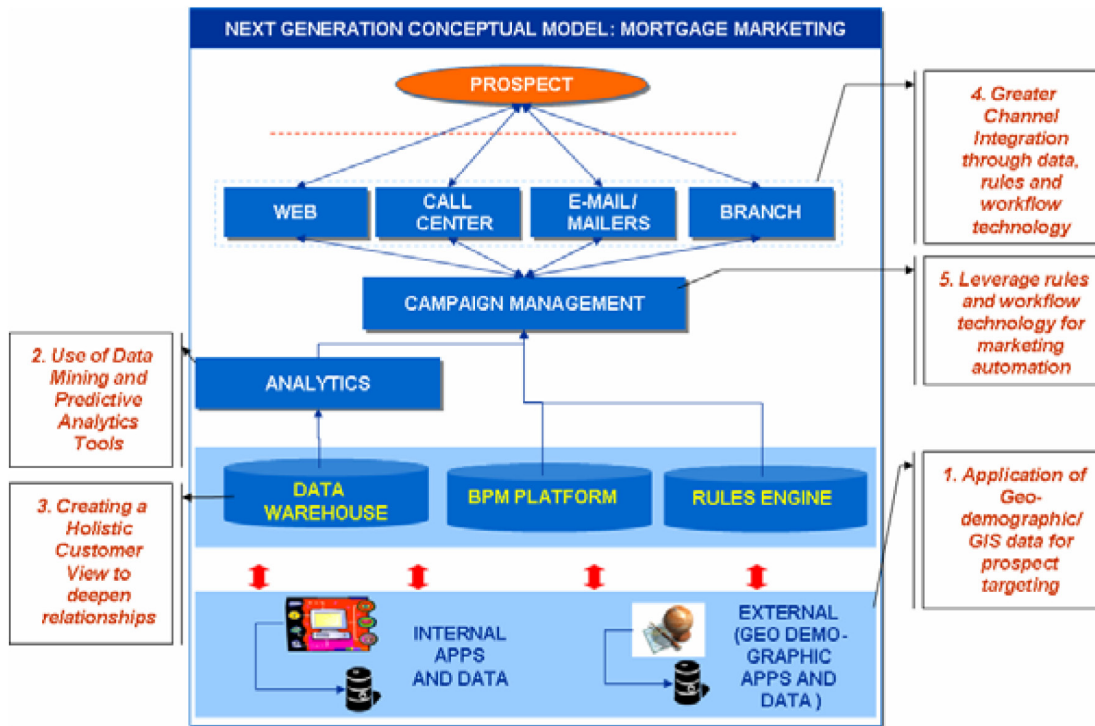 NEXT GENERATION CONCEPTUAL MODEL: MORTGAGE MARKETING
PROSPECT
4. Greater
Channel
Integration
through data,
rules and
workflow
technology
WEB
CALL
CENTER
E-MAIL/
MAILERS
BRANCH
CAMPAIGN MANAGEMENT
5. Leverage rules
and workflow
technology for
marketing
automation
2. Use of Data
Mining and
Predictive
Analytics
Tools
ANALYTICS
3. Creating a
Holistic
Customer
View to
deepen
relationships
DATA
WAREHOUSE
BPM PLATFORM
RULES ENGINE
1. Application of
Geo-
demographic/
GIS data for
prospect
targeting
INTERNAL
APPS
AND DATA
EXTERNAL
(GEO DEMO-
GRAPHIC
APPS AND
DATA )